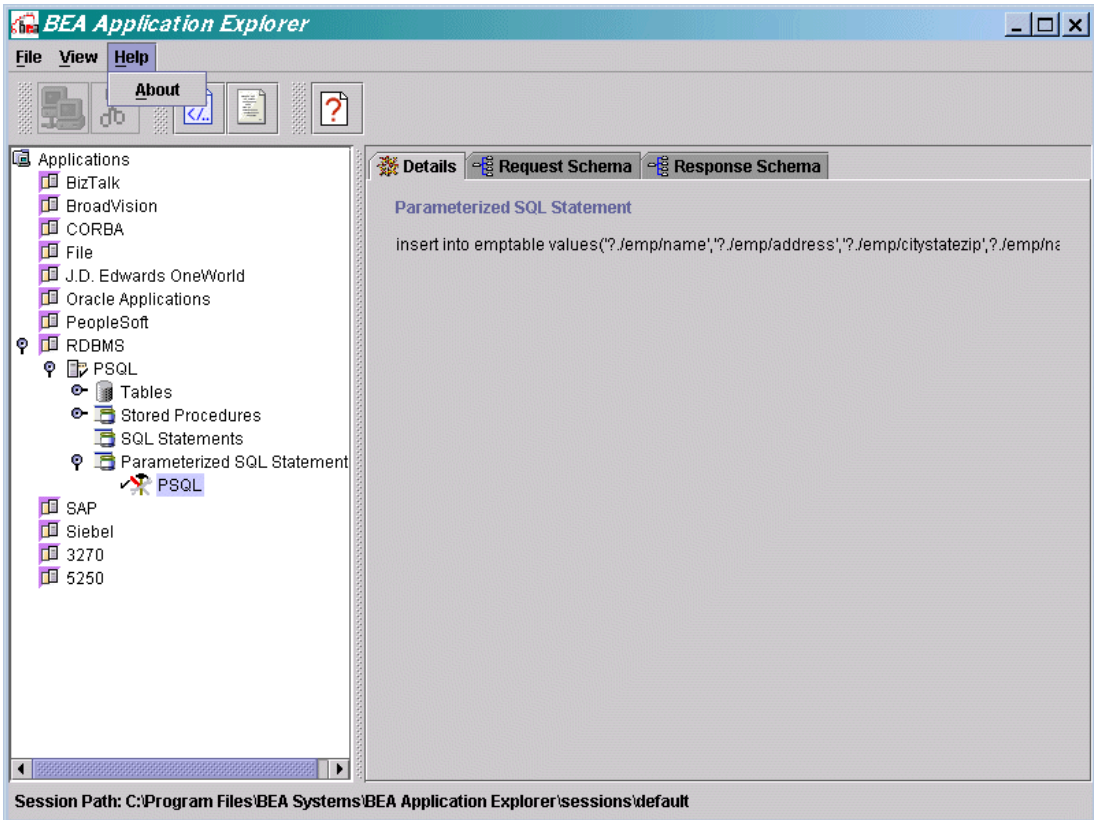 BEA Application Explorer
File View Help
About
</..
?
Applications
BizTalk
BroadVision
CORBA
File
J.D. Edwards OneWorld
Oracle Applications
PeopleSoft
RDBMS
PSQL
Tables
Stored Procedures
SQL Statements
Parameterized SQL Statement
PSQL
SAP
Siebel
3270
5250
Details Request Schema Response Schema
Parameterized SQL Statement
insert into emptable values('?./emp/name','?./emp/address','?./emp/citystatezip',?./emp/na
Session Path: C:\Program Files\BEA Systems\BEA Application Explorer\sessions\default